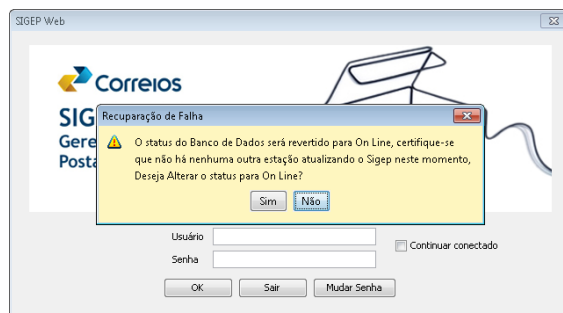 SIGEP Web
Correios
SIG
Gere
Posta
Recuparação de Falha
O status do Banco de Dados será revertido para On Line, certifique-se
que não há nenhuma outra estação atualizando o Sigep neste momento,
Deseja Alterar o status para On Line?
Sim Não
Usuário
Continuar conectado
Senha
OK Sair Mudar Senha